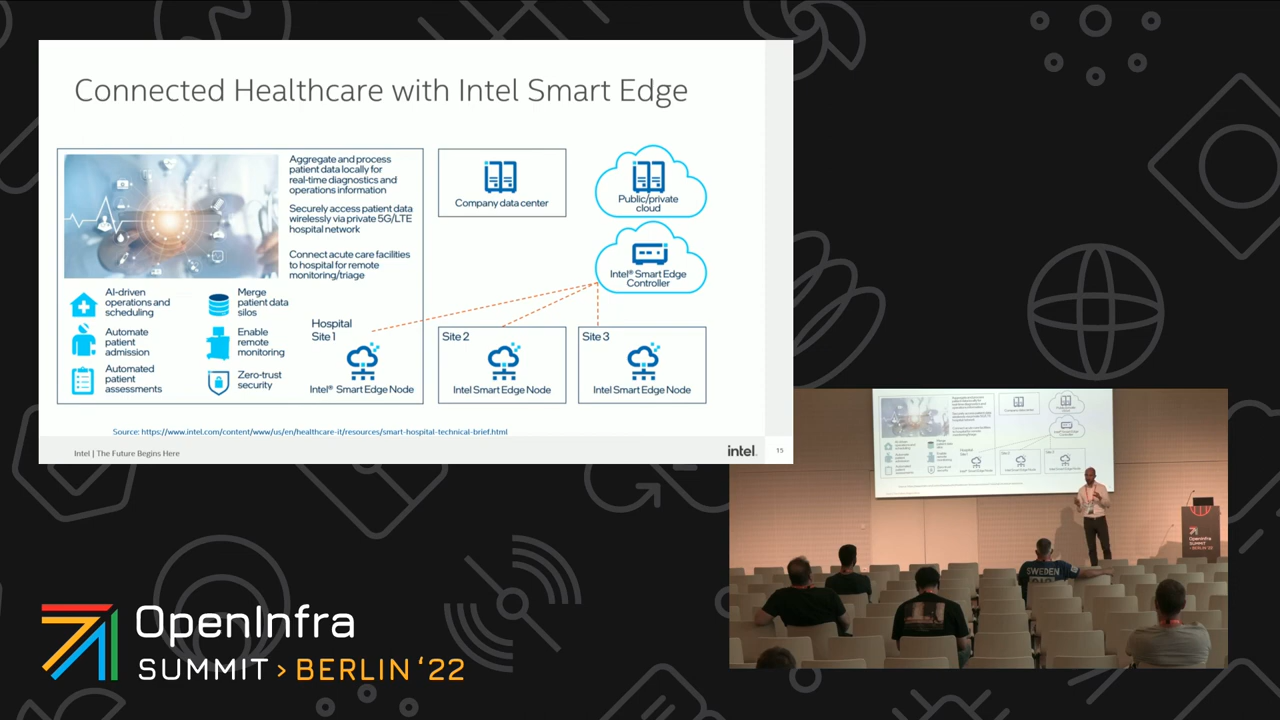 Connected Healthcare with Intel Smart Edge
Aggregate and process
patient data locally for
real-time diagnostics and
operations information
Securely access patient data
wirelessly via private 5G/LTE
hospital network
Connect acute care facilities
to hospital for remote
monitoring/triage
AI-driven
operations and
scheduling
Merge
patient data
silos
Automate
patient
admission
Enable
remote
monitoring
Automated
patient
assessments
Zero-trust
security
Hospital
Site 1
Intel® Smart Edge Node
Company data center
Public/private
cloud
Intel® Smart Edge
Controller
Site 2
Intel Smart Edge Node
Site 3
Intel Smart Edge Node
Source: https://www.intel.com/content/www/us/en/healthcare-it/resources/smart-hospital-technical-brief.html
Intel | The Future Begins Here
intel.
15
SWEDEN
OpenInfra
SUMMIT
BERLIN '22
OpenInfra
SUMMIT > BERLIN '22